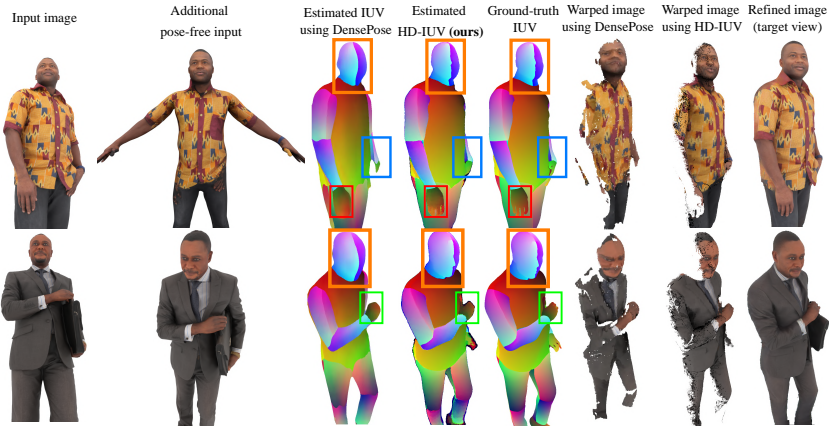 Input image
Additional
pose-free input
Estimated IUV
using DensePose
Estimated
HD-IUV (ours)
Ground-truth
IUV
Warped image
using DensePose
Warped image
using HD-IUV
Refined image
(target view)